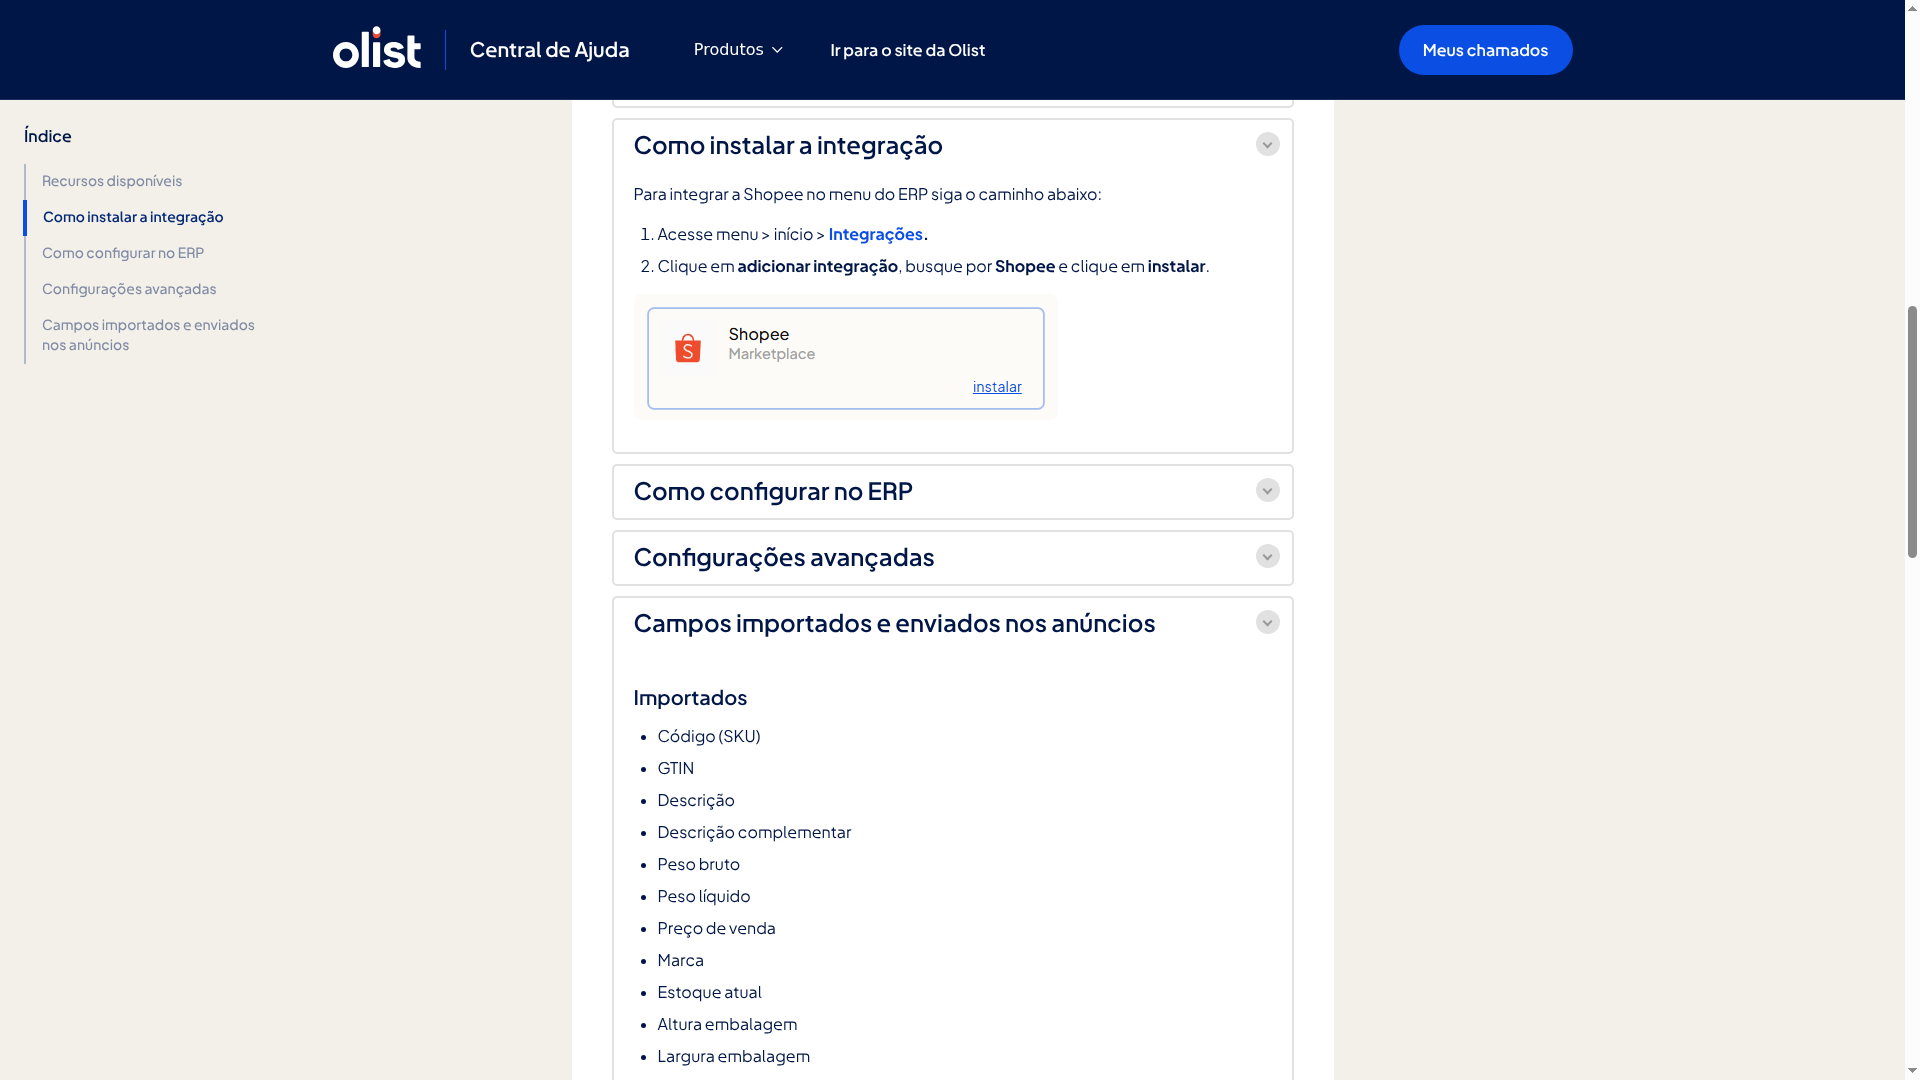 olist
Central de Ajuda
Produtos
Ir para o site da Olist
Meus chamados
Índice
Recursos disponíveis
Como instalar a integração
Como configurar no ERP
Configurações avançadas
Campos importados e enviados
nos anúncios
Como instalar a integração
Para integrar a Shopee no menu do ERP siga o caminho abaixo:
1. Acesse menu > início > Integrações.
2. Clique em adicionar integração, busque por Shopee e clique em instalar.
Shopee
Marketplace
instalar
Como configurar no ERP
Configurações avançadas
Campos importados e enviados nos anúncios
Importados
• Código (SKU)
• GTIN
• Descrição
• Descrição complementar
• Peso bruto
• Peso líquido
• Preço de venda
• Marca
• Estoque atual
• Altura embalagem
• Largura embalagem